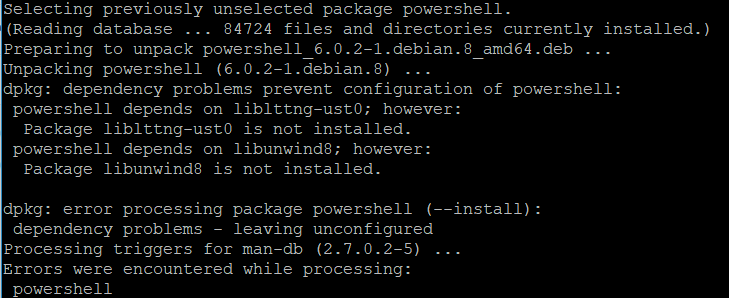 Selecting previously unselected package powershell.
(Reading database ... 84724 files and directories currently installed.)
Preparing to unpack powershell_6.0.2-1.debian.8_amd64.deb ...
Unpacking powershell (6.0.2-1.debian.8) ...
dpkg: dependency problems prevent configuration of powershell:
 powershell depends on liblttng-ust0; however:
  Package liblttng-ust0 is not installed.
 powershell depends on libunwind8; however:
  Package libunwind8 is not installed.

dpkg: error processing package powershell (--install):
 dependency problems - leaving unconfigured
Processing triggers for man-db (2.7.0.2-5) ...
Errors were encountered while processing:
 powershell